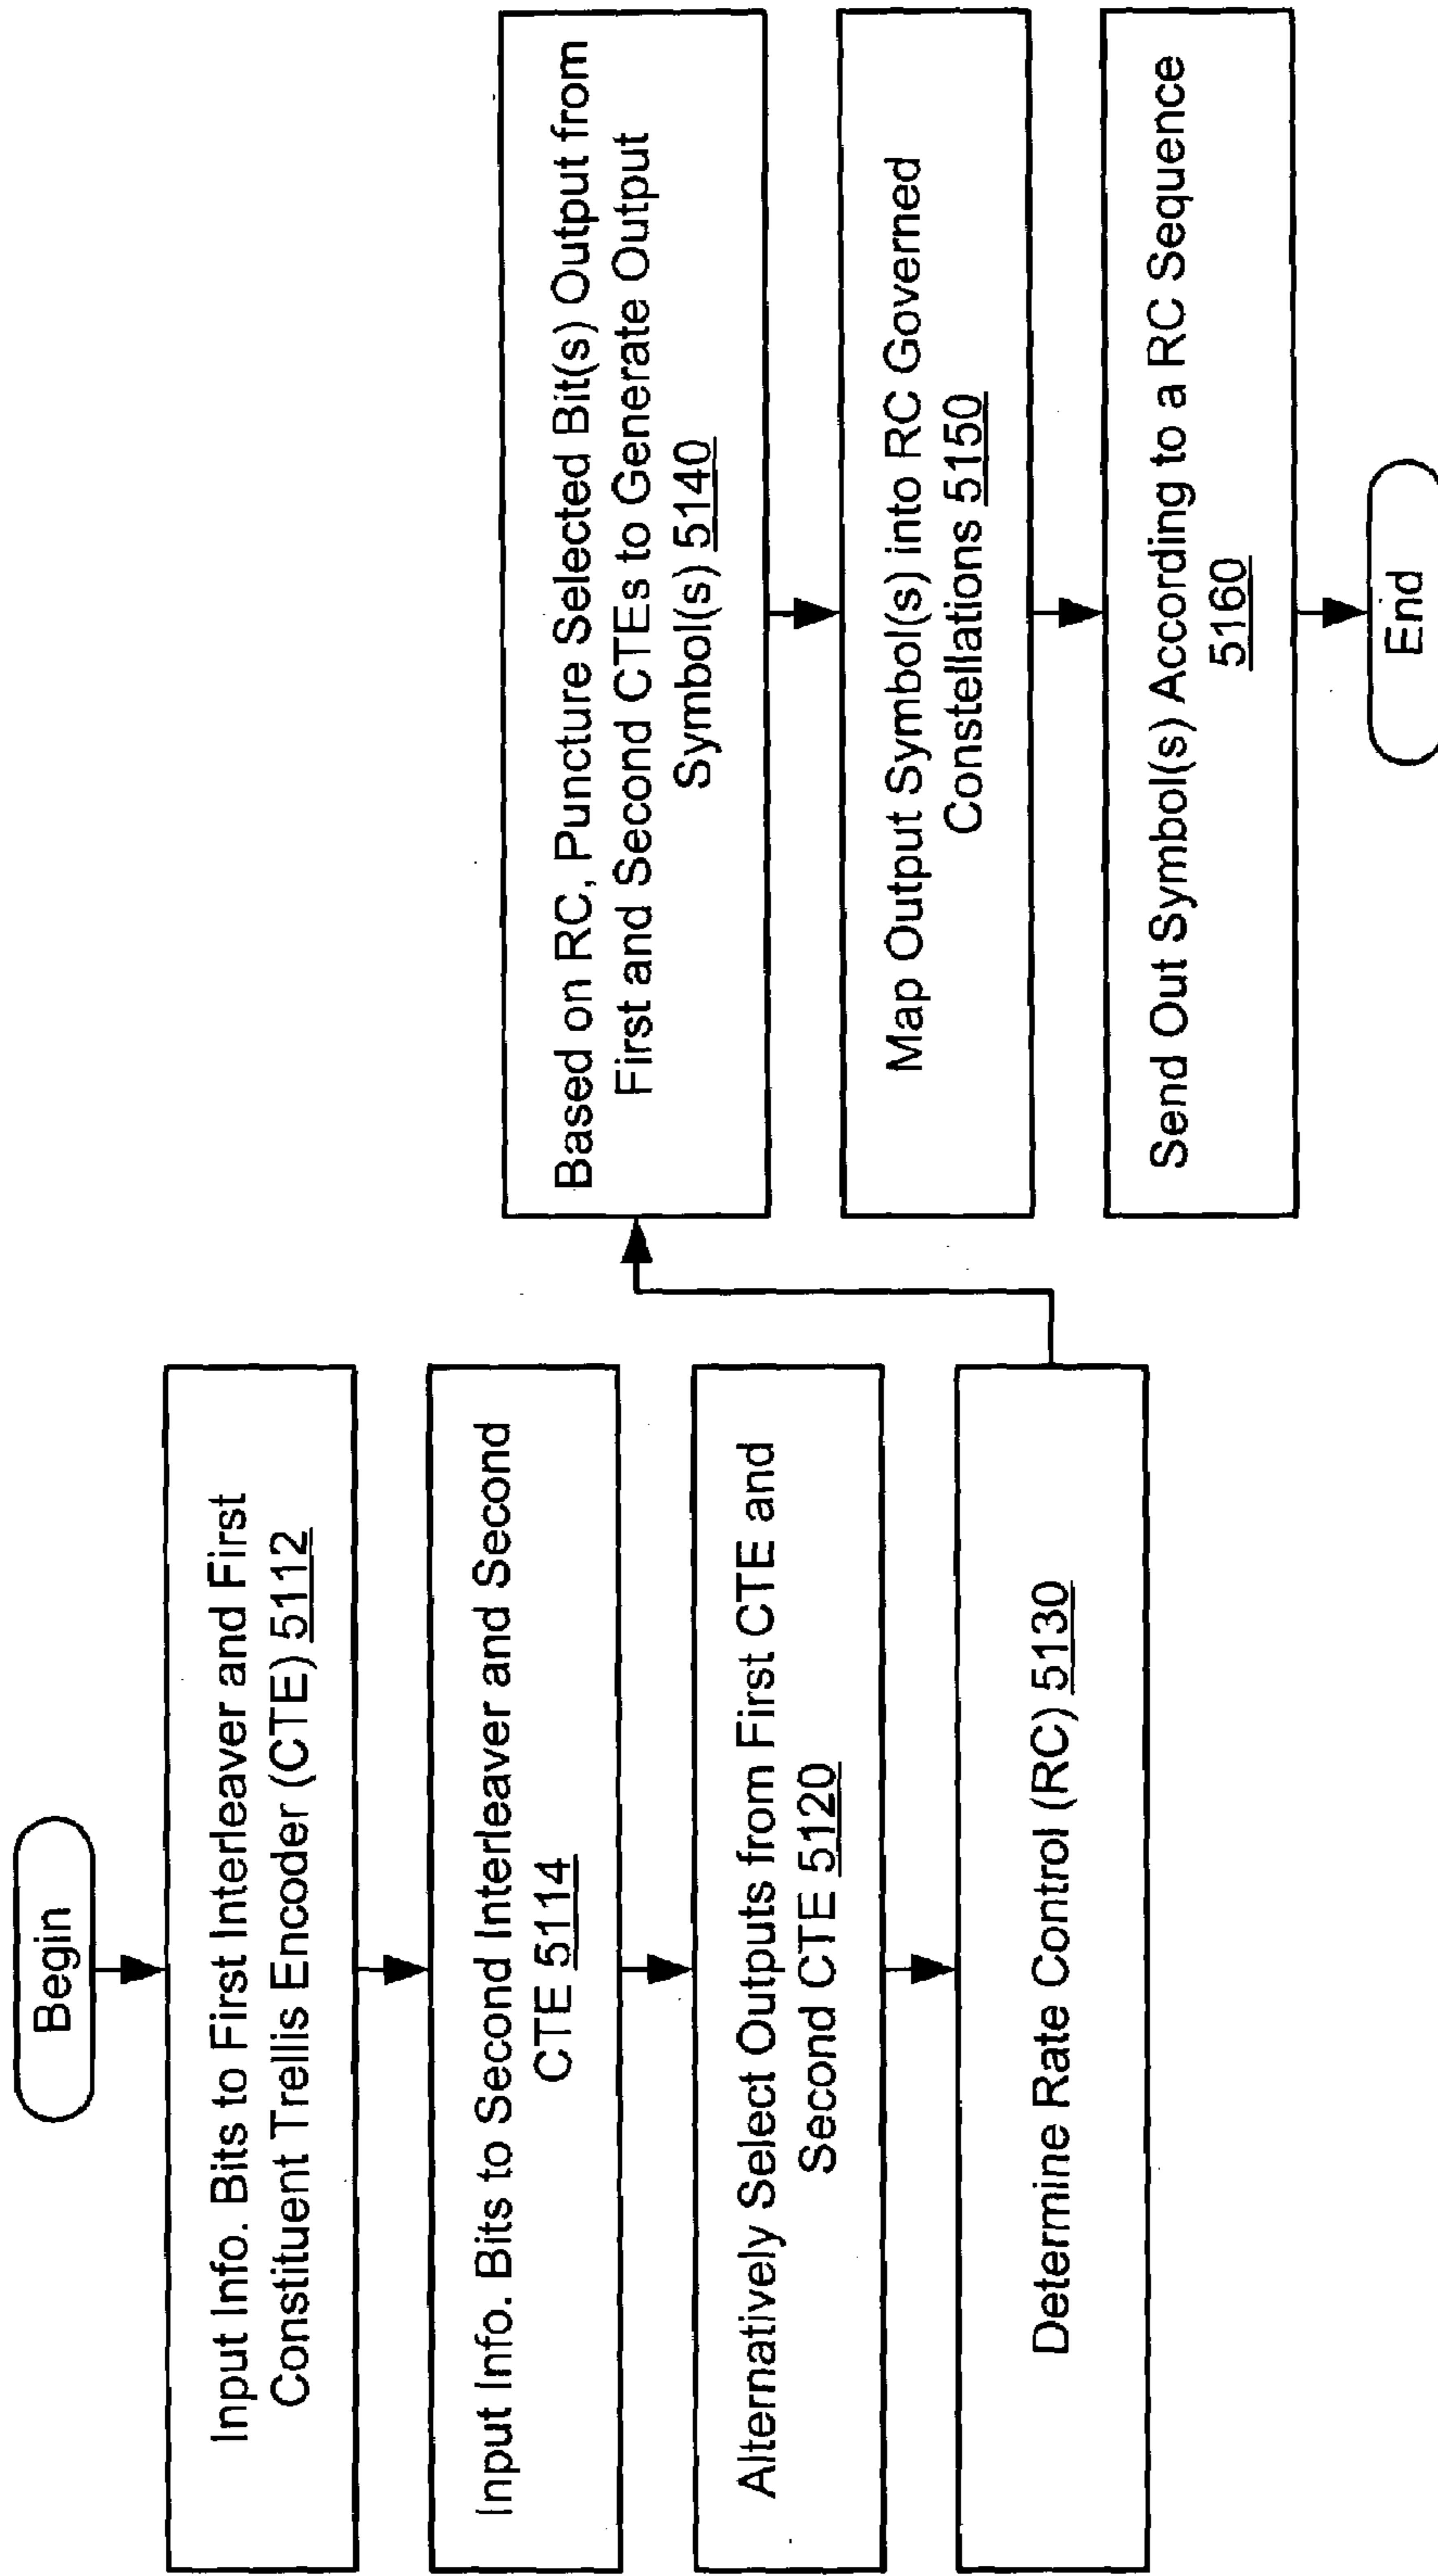 Begin
Input Info. Bits to First Interleaver and First
Constituent Trellis Encoder (CTE) 5112
Input Info. Bits to Second Interleaver and Second
CTE 5114
Alternatively Select Outputs from First CTE and
Second CTE 5120
Determine Rate Control (RC) 5130
Based on RC, Puncture Selected Bit(s) Output from
First and Second CTEs to Generate Output
Symbol(s) 5140
Map Output Symbol(s) into RC Governed
Constellations 5150
Send Out Symbol(s) According to a RC Sequence
5160
End